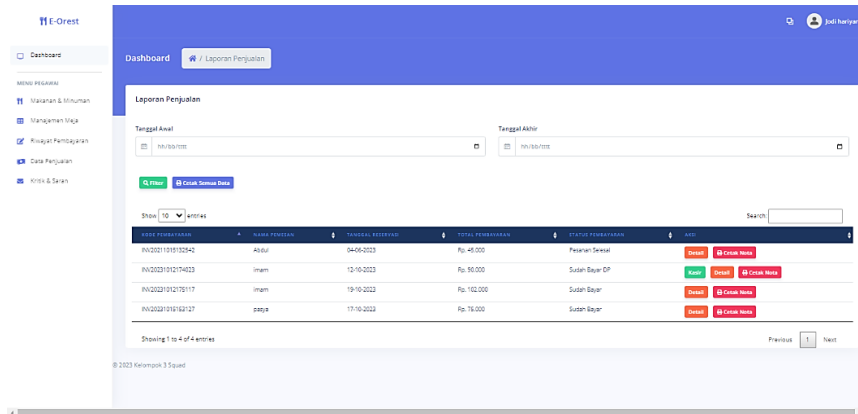 E-Orest
Jodi hariyan
Dashboard
MENU PEGAWAI
Makanan & Minuman
Manajemen Meja
Riwayat Pembayaran
Data Penjualan
Kritik & Saran
Dashboard / Laporan Penjualan
Laporan Penjualan
Tanggal Awal Tanggal Akhir
hh/bb/tttt hh/bb/tttt
Filter Cetak Semua Data
Show 10 entries Search:
KODE PEMBAYARAN NAMA PEMESAN TANGGAL RESERVASI TOTAL PEMBAYARAN STATUS PEMBAYARAN AKSI
Abdul 04-06-2023 Rp. 45.000 Pesanan Selesai Detail Cetak Nota
INV20231012174023 imam 12-10-2023 Rp. 90.000 Sudah Bayar DP Kasir Detail Cetak Nota
INV20231012175117 imam 19-10-2023 Rp. 102.000 Sudah Bayar Detail Cetak Nota
pasya 17-10-2023 Rp. 76.000 Sudah Bayar Detail Cetak Nota
Showing 1 to 4 of 4 entries Previous 1 Next
© 2023 Kelompok 3 Squad